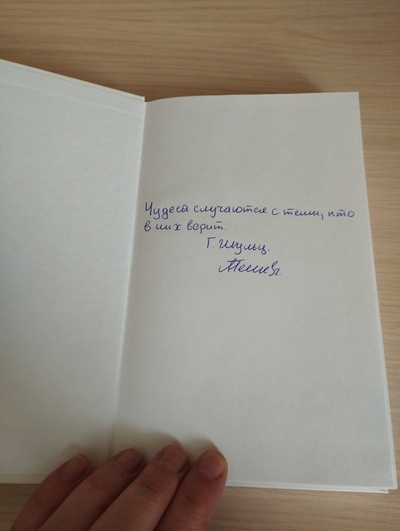 Чудеса случаются с теми, кто
в них верит.
Г. Шульц.